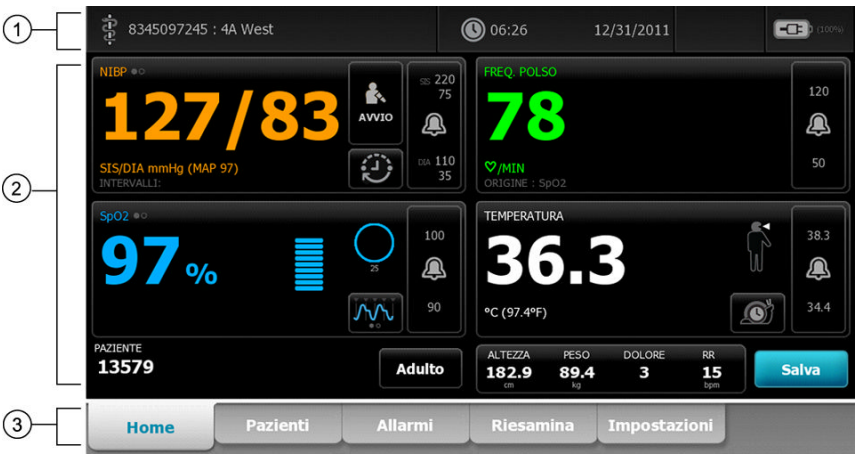 1
8345097245 : 4A West
06:26
12/31/2011
(100%)
2
NIBP
127/83
AVVIO
SIS 220
75
DIA 110
35
SIS/DIA mmHg (MAP 97)
INTERVALLI:
FREQ. POLSO
78
/MIN
ORIGINE : SpO2
120
50
SpO2
97 %
25
100
90
TEMPERATURA
36.3
°C (97.4°F)
38.3
34.4
PAZIENTE
13579
Adulto
ALTEZZA PESO DOLORE RR
182.9 89.4 3 15
cm kg bpm
Salva
3
Home Pazienti Allarmi Riesamina Impostazioni